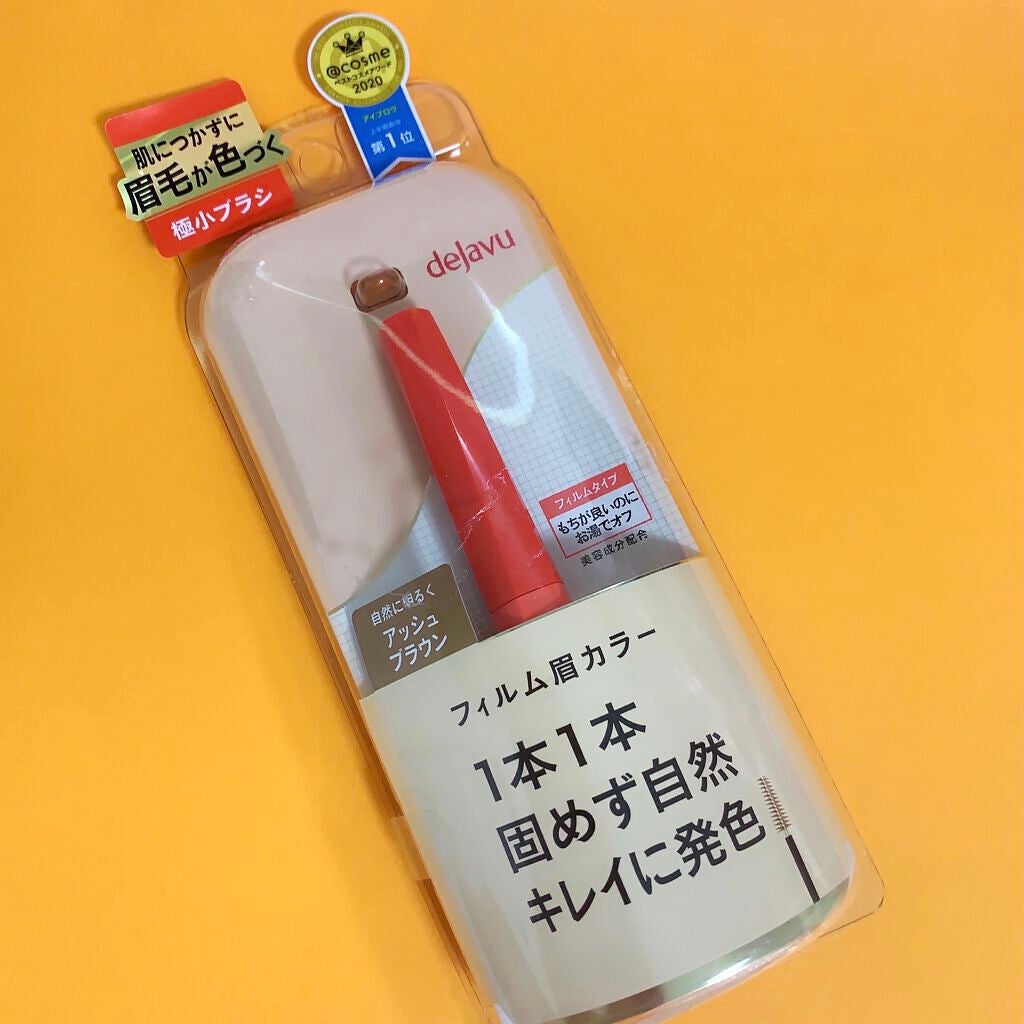 @cosme
ベストコスメアワード
2020
アイブロウ
上半期新作
第1位
肌につかずに
眉毛が色づく
極小ブラシ
dejavu
フィルムタイプ
もちが良いのに
お湯でオフ
美容成分配合
自然に明るく
アッシュ
ブラウン
フィルム眉カラー
1本1本
固めず自然
キレイに発色